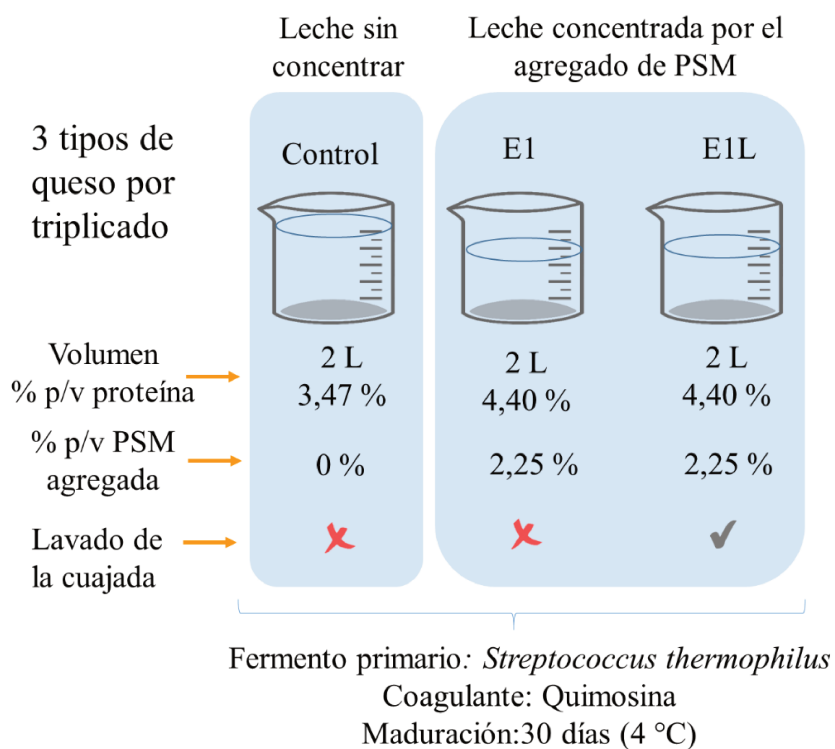 Leche sin
concentrar
Leche concentrada por el
agregado de PSM
3 tipos de
queso por
triplicado
Control
E1
E1L
Volumen
% p/v proteína
2 L
3,47 %
2 L
4,40 %
2 L
4,40 %
% p/v PSM
agregada
0 %
2,25 %
2,25 %
Lavado de
la cuajada
Fermento primario: Streptococcus thermophilus
Coagulante: Quimosina
Maduración:30 días (4 °C)